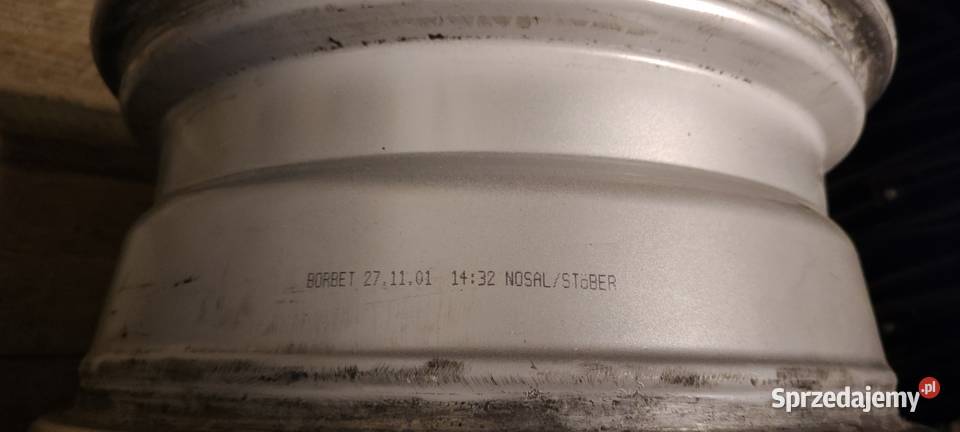 BORBET 27.11.01 14:32 NOSAL/STöBER
Sprzedajemy.pl